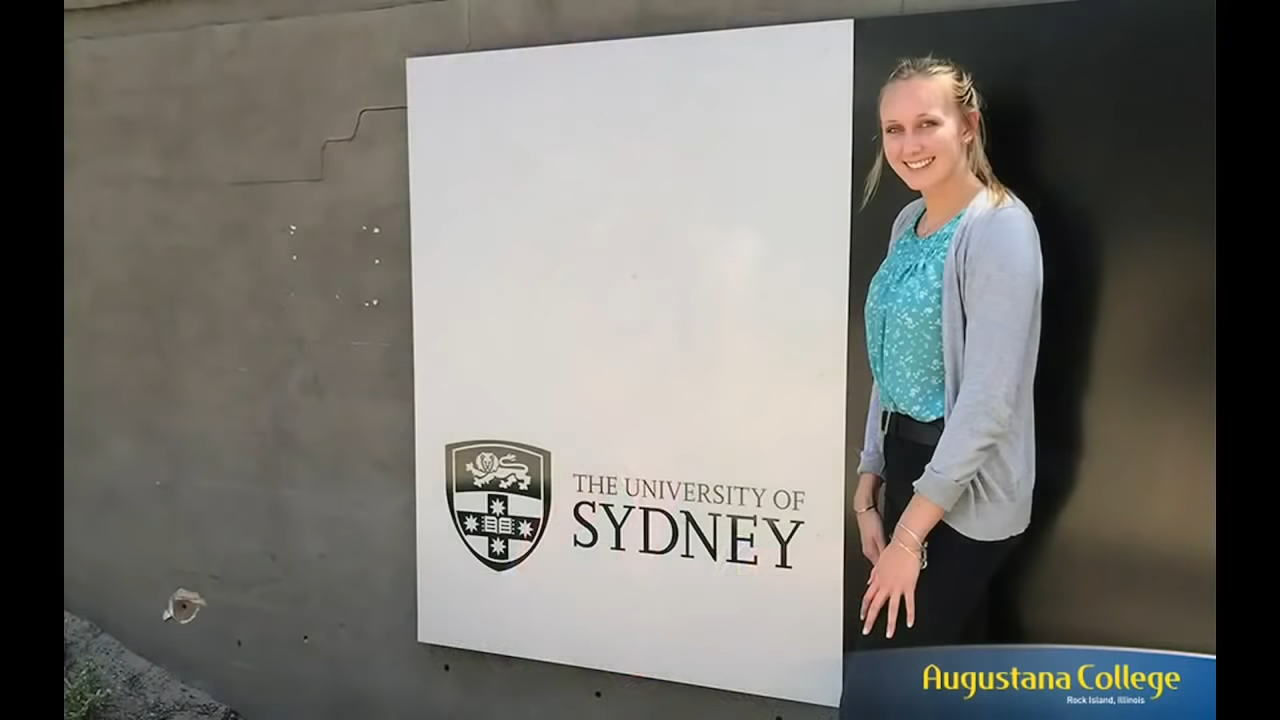 THE UNIVERSITY OF
SYDNEY
Augustana College
Rock Island, Illinois